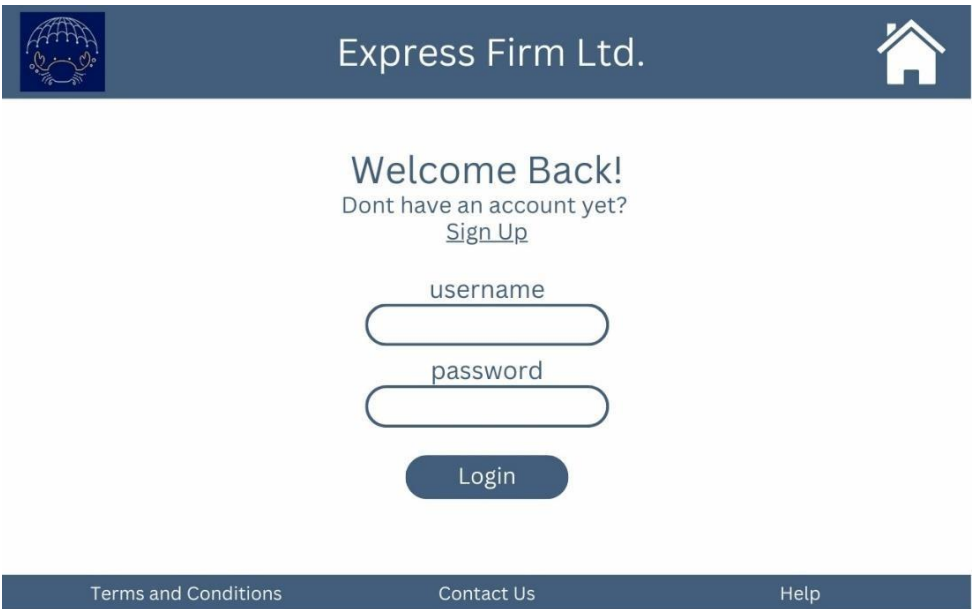 Express Firm Ltd.
Welcome Back!
Dont have an account yet?
Sign Up
username
password
Login
Terms and Conditions Contact Us Help